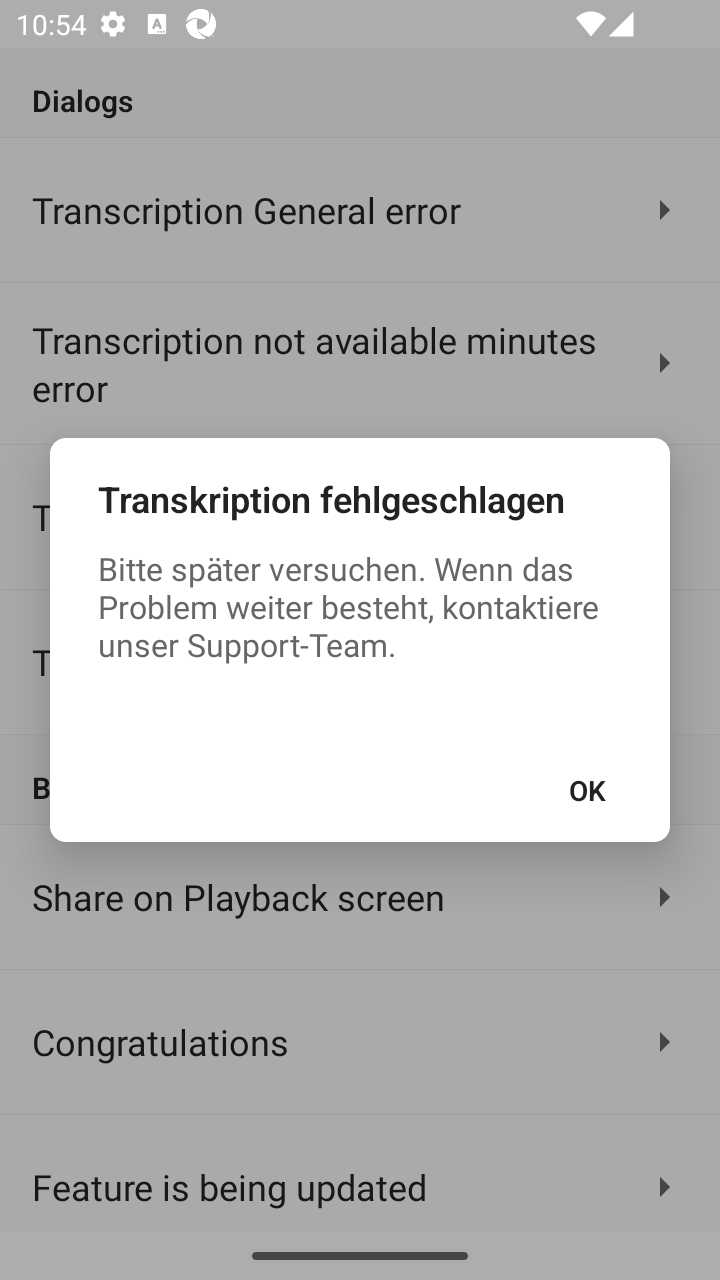 10:54
Dialogs
Transcription General error
Transcription not available minutes
error
Transkription fehlgeschlagen
Bitte später versuchen. Wenn das
Problem weiter besteht, kontaktiere
unser Support-Team.
OK
Share on Playback screen
Congratulations
Feature is being updated